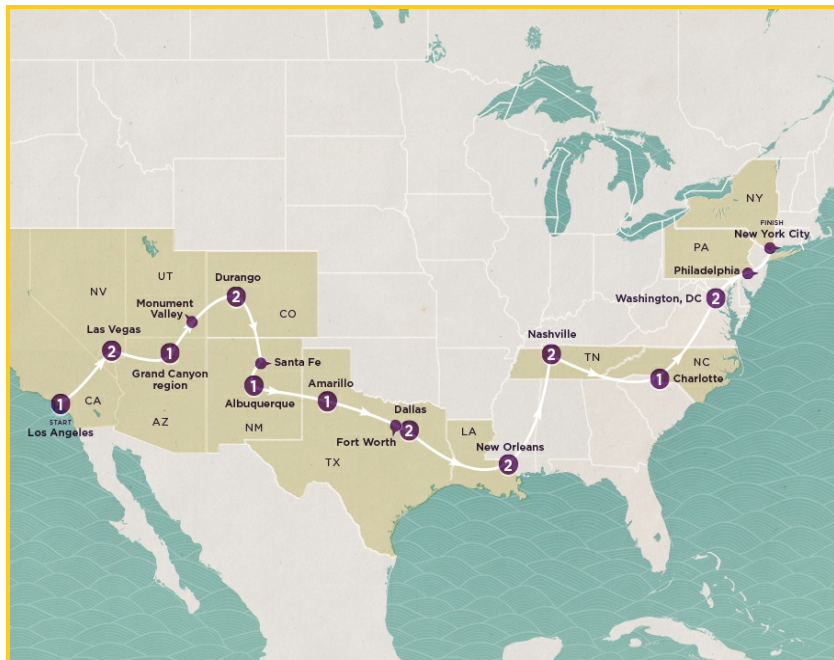 NY
FINISH
New York City
PA
Philadelphia
Washington, DC
2
UT
Durango
2
NV
Monument
Valley
CO
Las Vegas
2
1
Grand Canyon
region
Santa Fe
Nashville
2
TN
NC
1
Charlotte
1
START
Los Angeles
CA
AZ
1
Albuquerque
NM
Amarillo
1
Dallas
2
Fort Worth
TX
LA
New Orleans
2